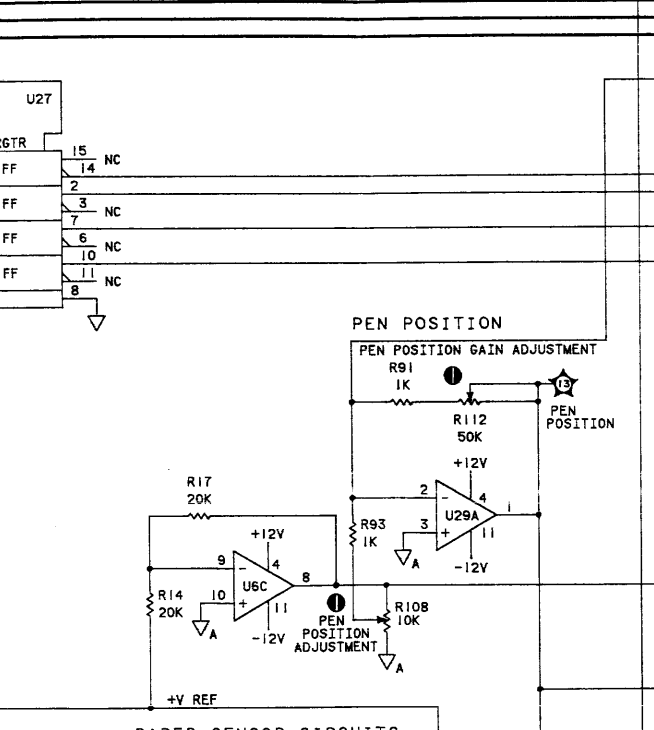 U27
GTR
15
NC
FF
14
2
FF
3
NC
7
FF
6
NC
10
FF
11
NC
8
PEN POSITION
PEN POSITION GAIN ADJUSTMENT
R91
1K
13
R112
50K
PEN
POSITION
+12V
R17
20K
2
-
4
1
U29A
R93
1K
3
+
11
A
-12V
+12V
9
-
4
8
U6C
R14
20K
10
+
11
A
-12V
PEN
POSITION
ADJUSTMENT
R108
10K
A
+V REF
PAPER SENSOR CIRCUITS